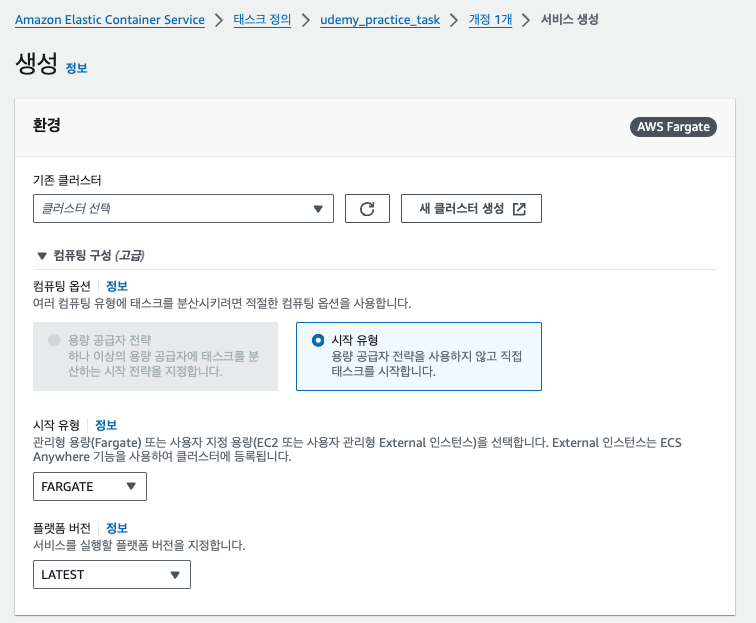 Amazon Elastic Container Service > 태스크 정의 > udemy_practice_task > 개정 1개 > 서비스 생성
생성 정보
환경 AWS Fargate
기존 클러스터
클러스터 선택 새 클러스터 생성
컴퓨팅 구성 (고급)
컴퓨팅 옵션 정보
여러 컴퓨팅 유형에 태스크를 분산시키려면 적절한 컴퓨팅 옵션을 사용합니다.
용량 공급자 전략
하나 이상의 용량 공급자에 태스크를 분
산하는 시작 전략을 지정합니다.
시작 유형
용량 공급자 전략을 사용하지 않고 직접
태스크를 시작합니다.
시작 유형 정보
관리형 용량(Fargate) 또는 사용자 지정 용량(EC2 또는 사용자 관리형 External 인스턴스)을 선택합니다. External 인스턴스는 ECS
Anywhere 기능을 사용하여 클러스터에 등록됩니다.
FARGATE
플랫폼 버전 정보
서비스를 실행할 플랫폼 버전을 지정합니다.
LATEST